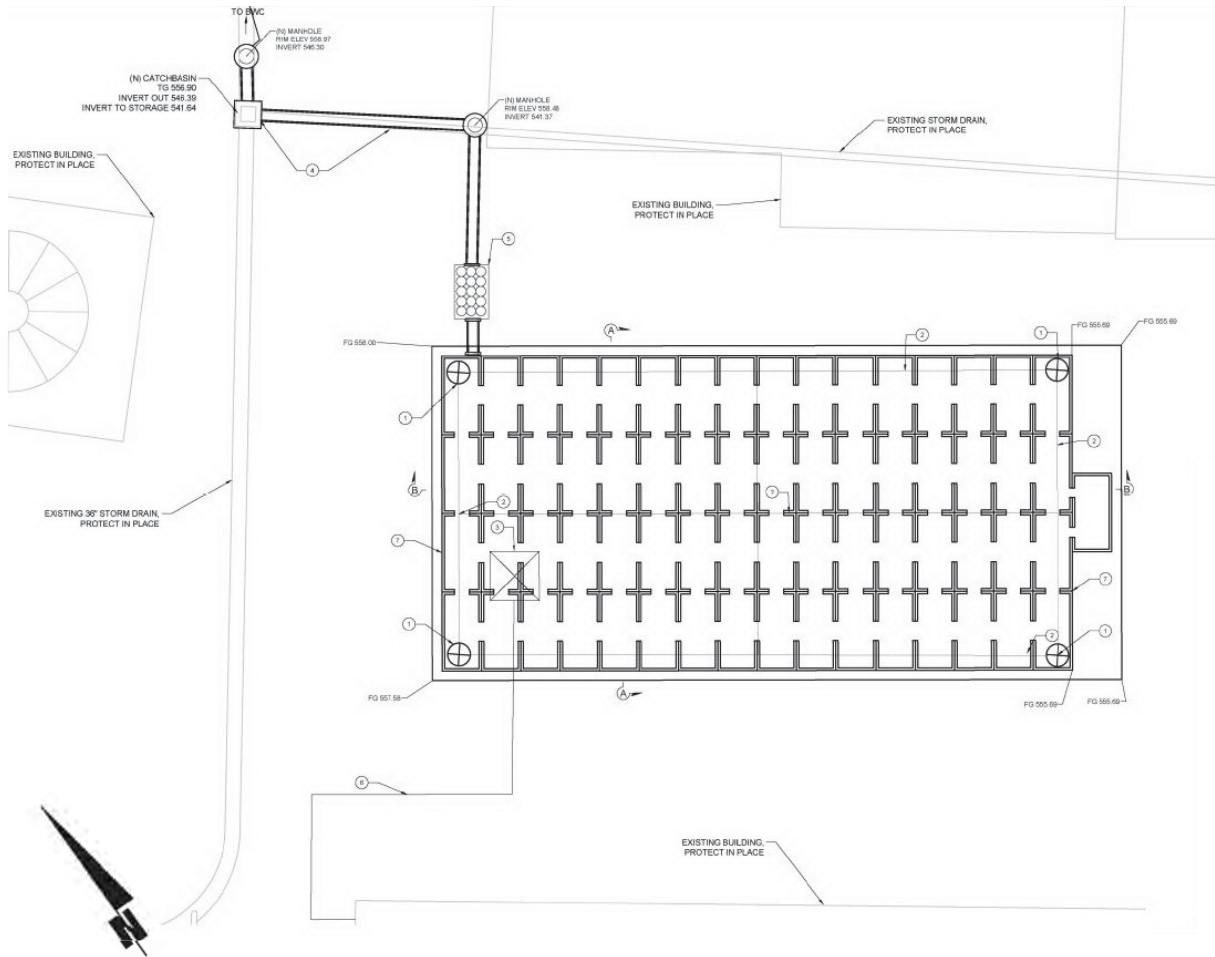 TO BWC
(N) MANHOLE
RIM ELEV 558.97
INVERT 546.30
(N) CATCHBASIN
TG 556.90
INVERT OUT 546.39
INVERT TO STORAGE 541.64
(N) MANHOLE
RIM ELEV 558.48
INVERT 541.37
EXISTING STORM DRAIN,
PROTECT IN PLACE
EXISTING BUILDING,
PROTECT IN PLACE
4
EXISTING BUILDING,
PROTECT IN PLACE
5
A
2
1
FG 555.69
FG 555.69
FG 558.00
1
2
B
2
B
EXISTING 36" STORM DRAIN,
PROTECT IN PLACE
3
7
7
1
2
1
A
FG 557.58
FG 555.69
FG 555.69
6
EXISTING BUILDING,
PROTECT IN PLACE
N